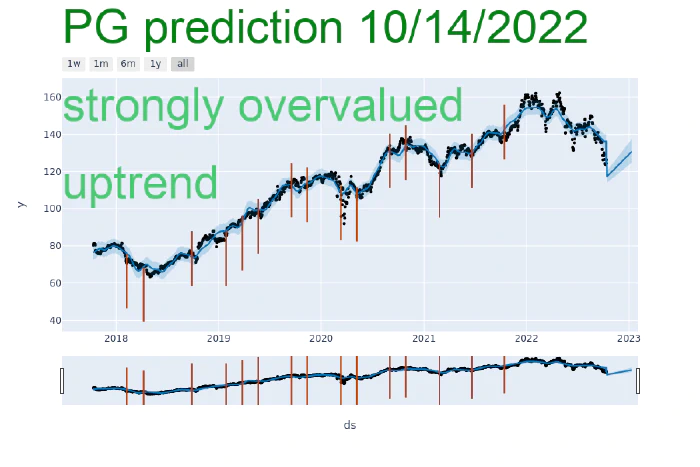 PG prediction 10/14/2022
1w 1m 6m 1y all
strongly overvalued
uptrend
160
140
120
100
80
60
40
y
2018 2019 2020 2021 2022 2023
ds